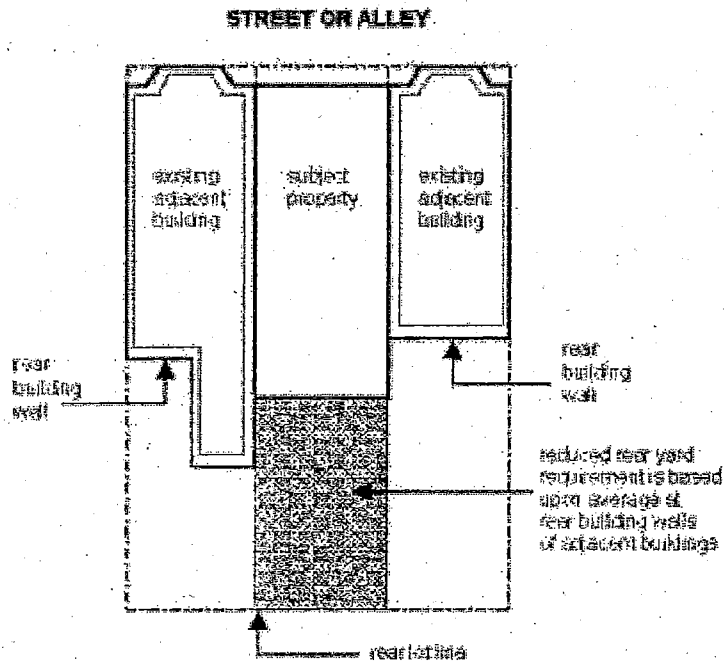 STREET OR ALLEY
existing
adjacent
building
subject
property
existing
adjacent
building
rear
building
wall
rear
building
wall
reduced rear yard
requirement is based
upon average at
rear building walls
of adjacent buildings
rear lot line